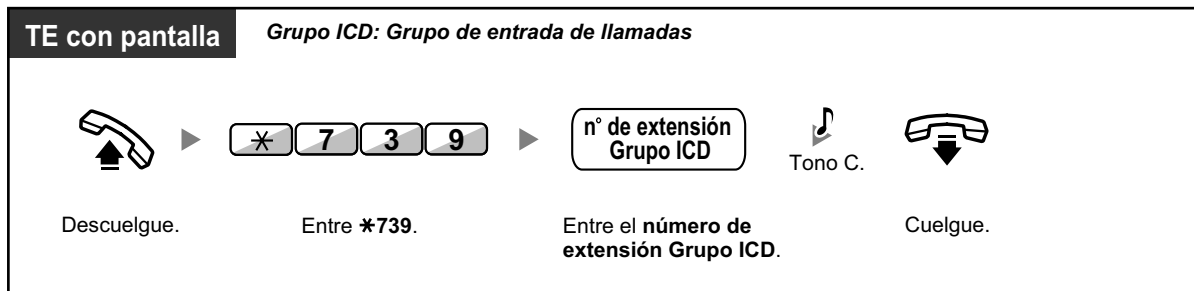 TE con pantalla
Grupo ICD: Grupo de entrada de llamadas
* 7 3 9
n° de extensión
Grupo ICD
Tono C.
Descuelgue.
Entre *739.
Entre el número de
extensión Grupo ICD.
Cuelgue.